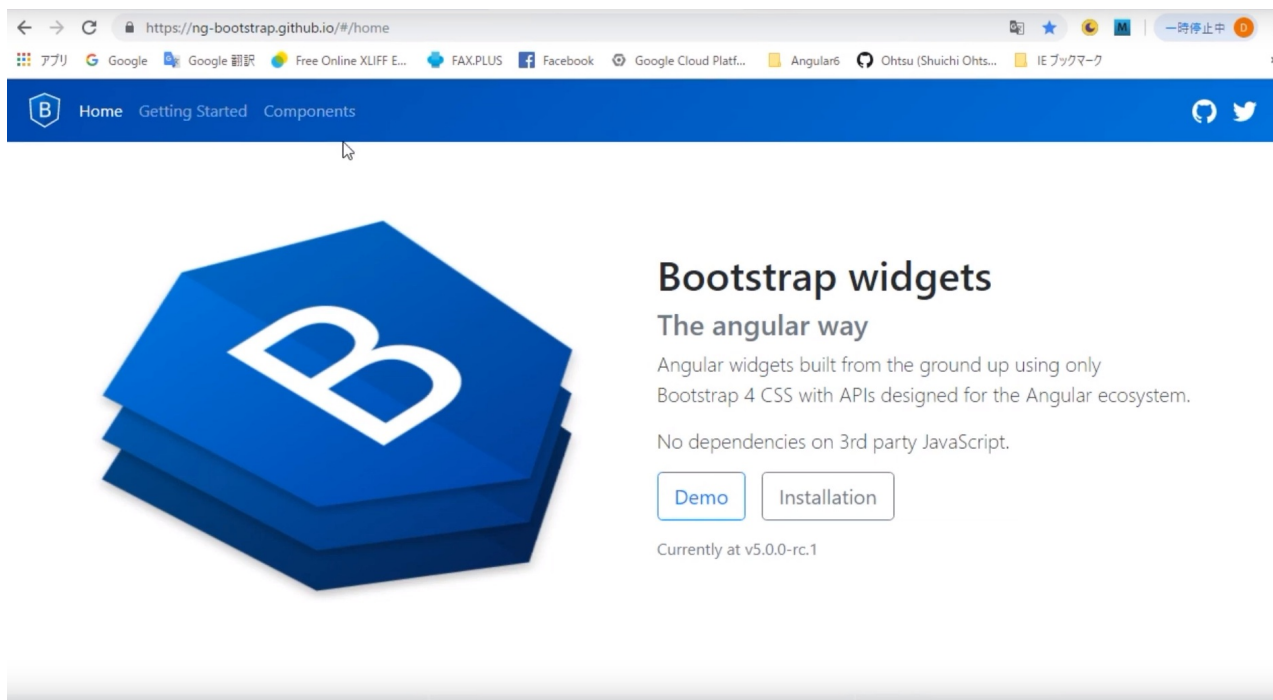 https://ng-bootstrap.github.io/#/home
M
一時停止中
D
アプリ
G Google
Google 翻訳
Free Online XLIFF E...
FAX.PLUS
f Facebook
Google Cloud Platf...
Angular6
Ohtsu (Shuichi Ohts...
IE ブックマーク
B
Home
Getting Started
Components
B
Bootstrap widgets
The angular way
Angular widgets built from the ground up using only
Bootstrap 4 CSS with APIs designed for the Angular ecosystem.
No dependencies on 3rd party JavaScript.
Demo
Installation
Currently at v5.0.0-rc.1